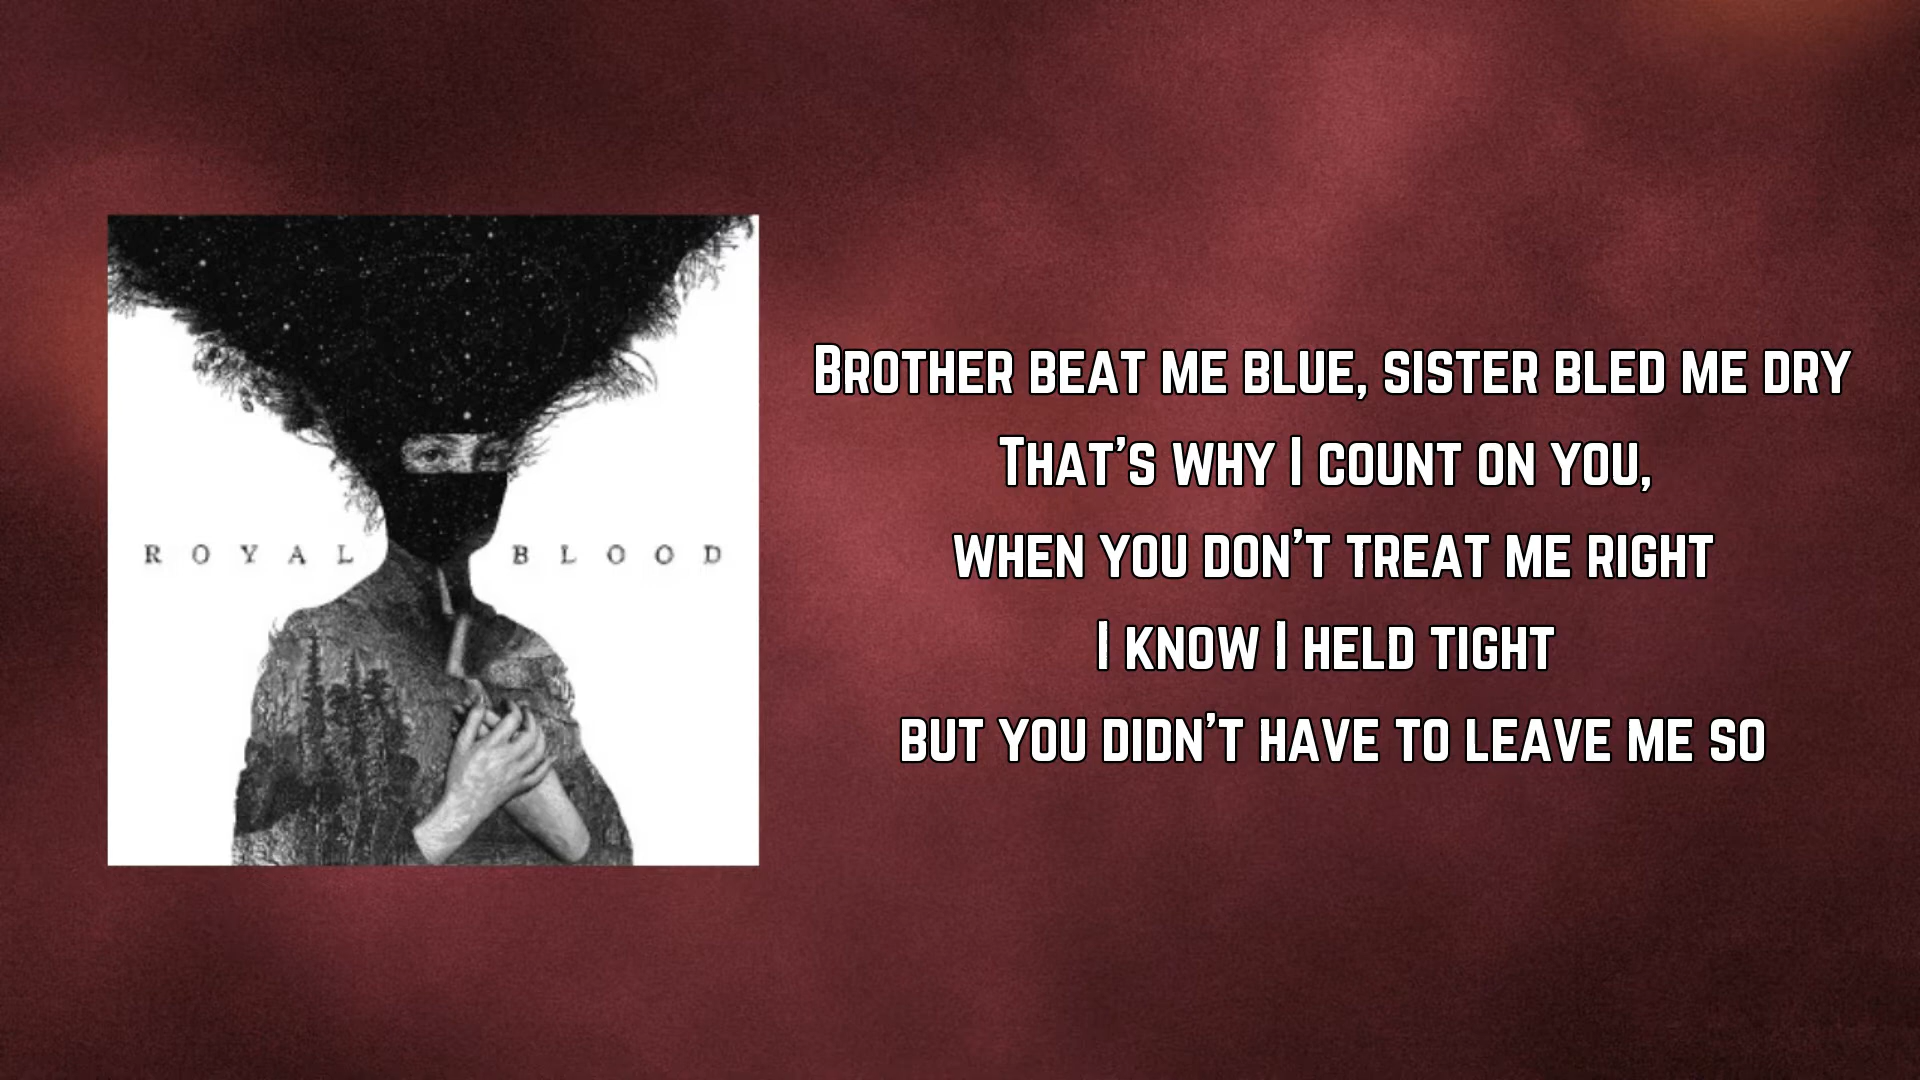 ROYAL BLOOD
Brother beat me blue, sister bled me dry
That's why I count on you,
when you don't treat me right
I know I held tight
but you didn't have to leave me so